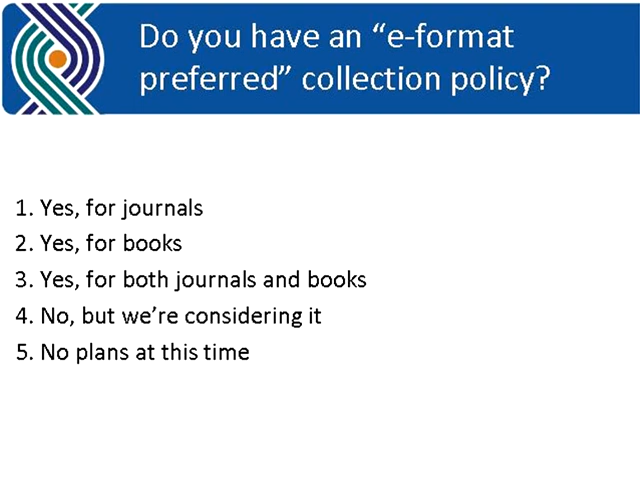 Do you have an “e-format
preferred” collection policy?
1. Yes, for journals
2. Yes, for books
3. Yes, for both journals and books
4. No, but we’re considering it
5. No plans at this time